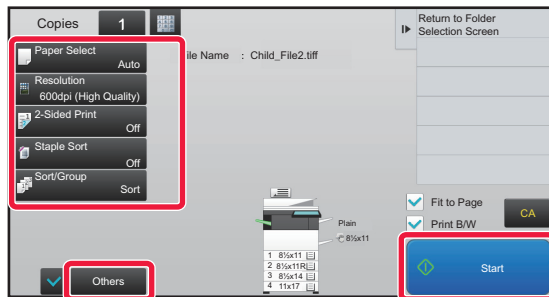 Copies 1
Return to Folder
Selection Screen
Paper Select
Auto
ile Name : Child_File2.tiff
Resolution
600dpi (High Quality)
2-Sided Print
Off
Staple Sort
Off
Sort/Group
Sort
Plain
8½x11
1 8½x11
2 8½x11R
3 8½x14
4 11x17
Fit to Page
Print B/W
CA
Others
Start